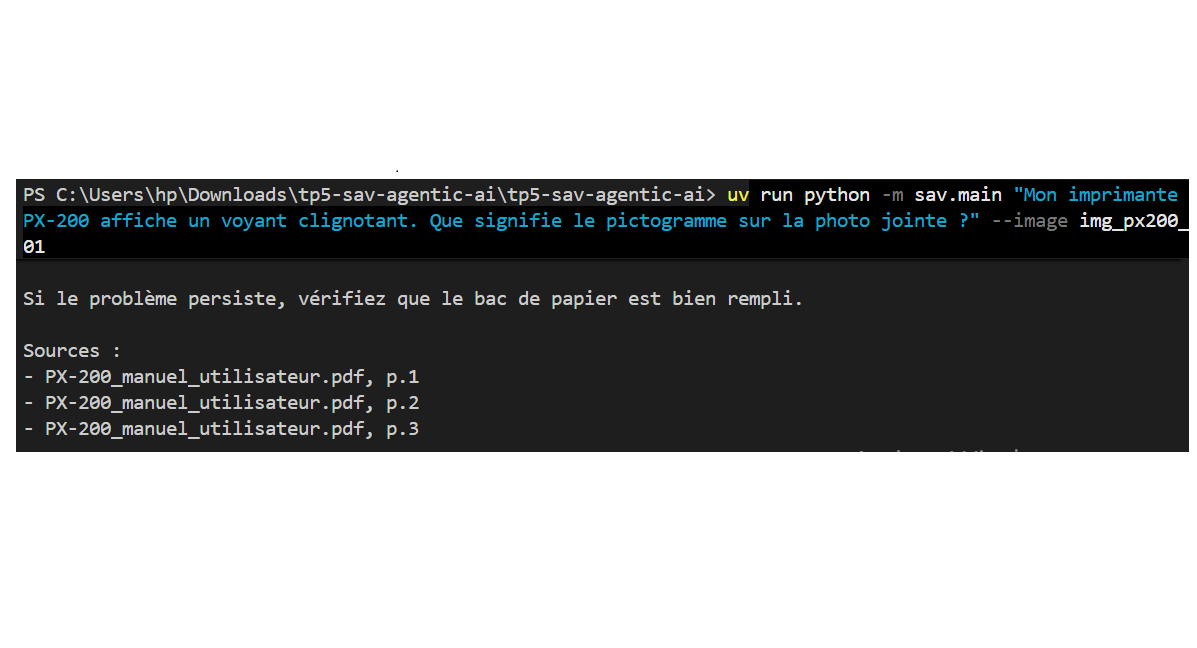 PS C:\Users\hp\Downloads\tp5-sav-agentic-ai\tp5-sav-agentic-ai> uv run python -m sav.main "Mon imprimante
PX-200 affiche un voyant clignotant. Que signifie le pictogramme sur la photo jointe ?" --image img_px200_
01
Si le problème persiste, vérifiez que le bac de papier est bien rempli.
Sources :
- PX-200_manuel_utilisateur.pdf, p.1
- PX-200_manuel_utilisateur.pdf, p.2
- PX-200_manuel_utilisateur.pdf, p.3